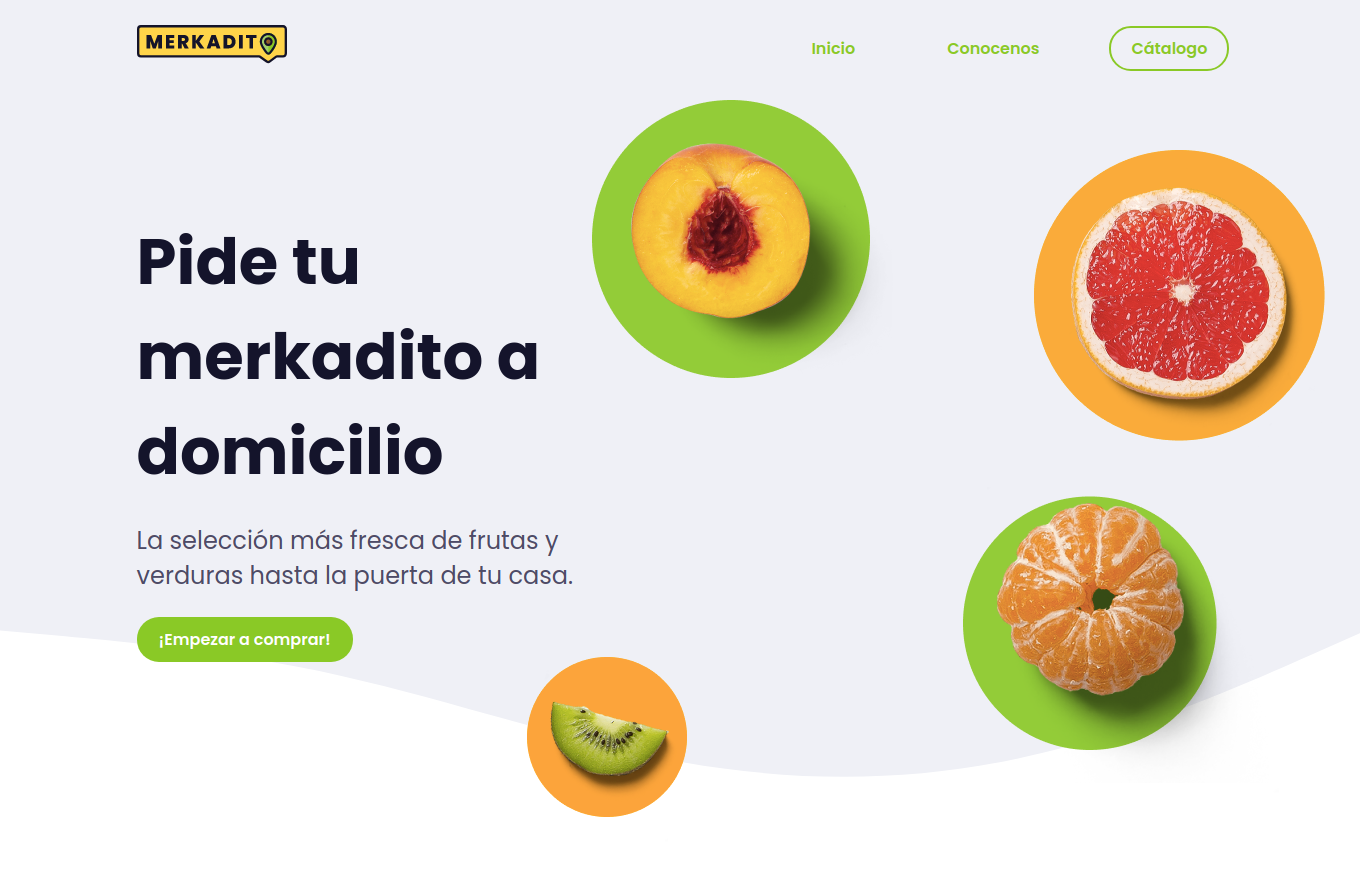 MERKADITO
Inicio
Conocenos
Cátalogo
Pide tu
merkadito a
domicilio
La selección más fresca de frutas y
verduras hasta la puerta de tu casa.
¡Empezar a comprar!